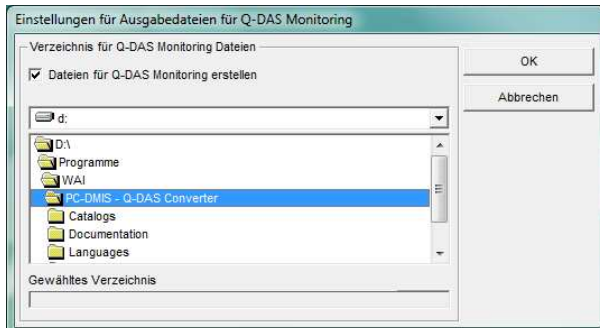 Einstellungen für Ausgabedateien für Q-DAS Monitoring
Verzeichnis für Q-DAS Monitoring Dateien
OK
Dateien für Q-DAS Monitoring erstellen
Abbrechen
d:
D:\
Programme
WAI
PC-DMIS - Q-DAS Converter
Catalogs
Documentation
Languages
Gewähltes Verzeichnis